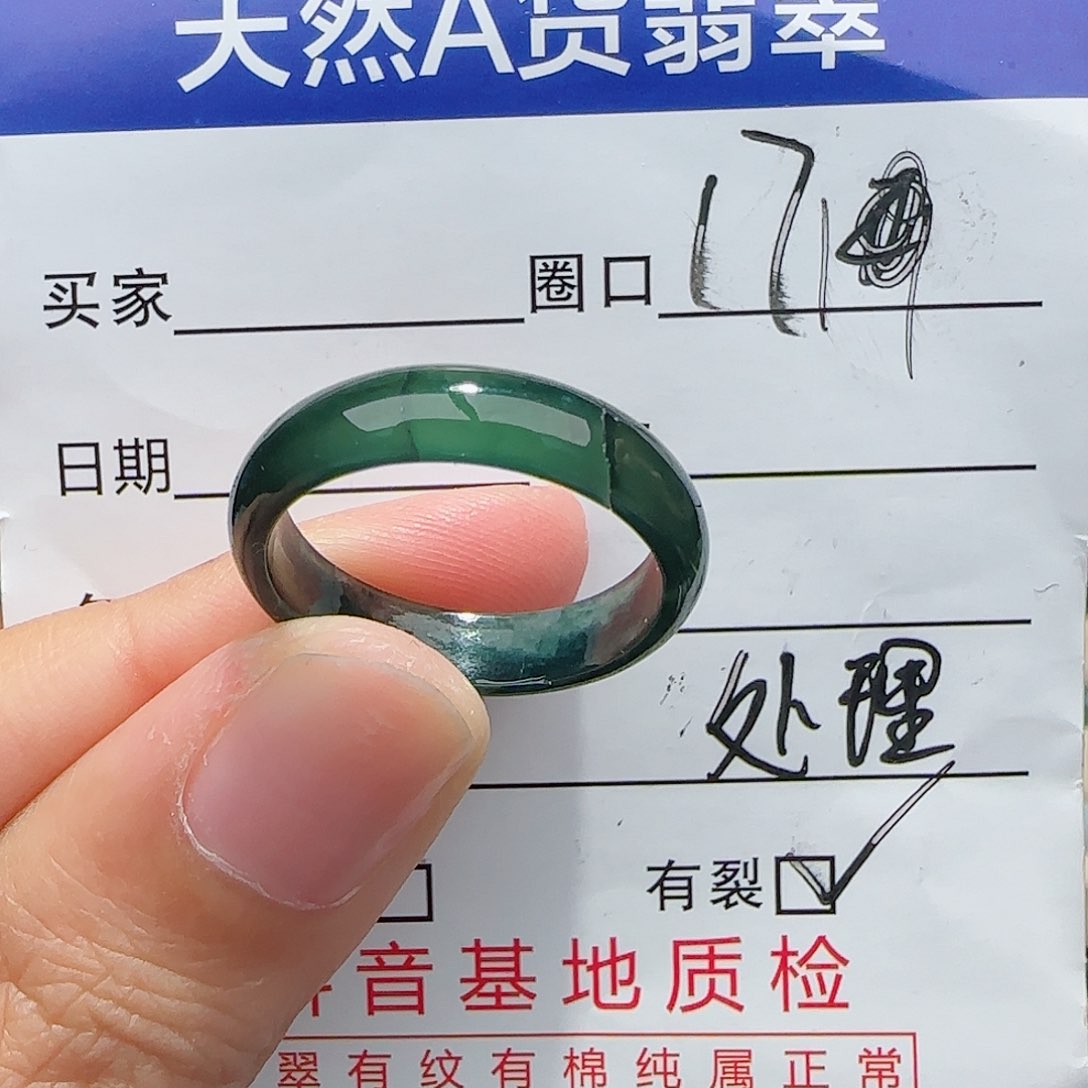 天然A货翡翠
买家 圈口 17
日期
处理
有裂 ✓
音基地质检
翠有纹有棉纯属正常